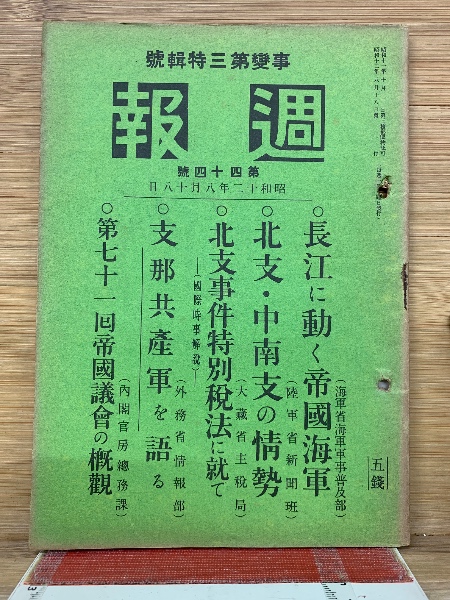 事變第三特輯號
週報
第四十四號
昭和十二年八月十八日
○長江に動く帝國海軍
（海軍省海軍軍事普及部）
○北支・中南支の情勢
（陸軍省新聞班）
○北支事件特別稅法に就て
（大藏省主稅局）
―國際時事解說―
○支那共產軍を語る
（外務省情報部）
○第七十一回帝國議會の槪觀
（內閣官房總務課）
五錢